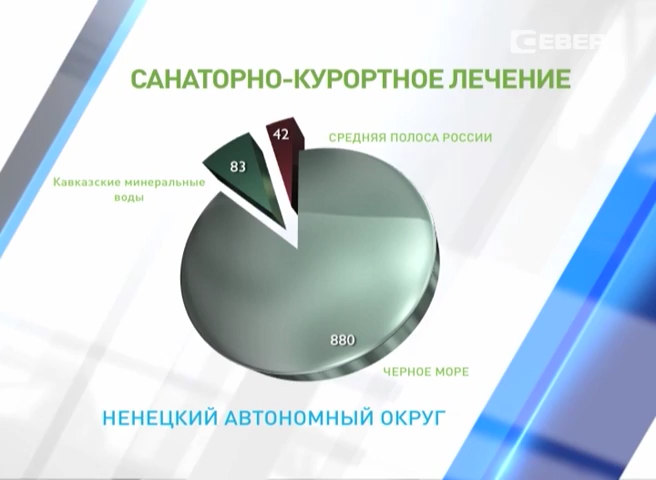 СЕВЕР
САНАТОРНО-КУРОРТНОЕ ЛЕЧЕНИЕ
42
СРЕДНЯЯ ПОЛОСА РОССИИ
83
Кавказские минеральные
воды
880
ЧЕРНОЕ МОРЕ
НЕНЕЦКИЙ АВТОНОМНЫЙ ОКРУГ